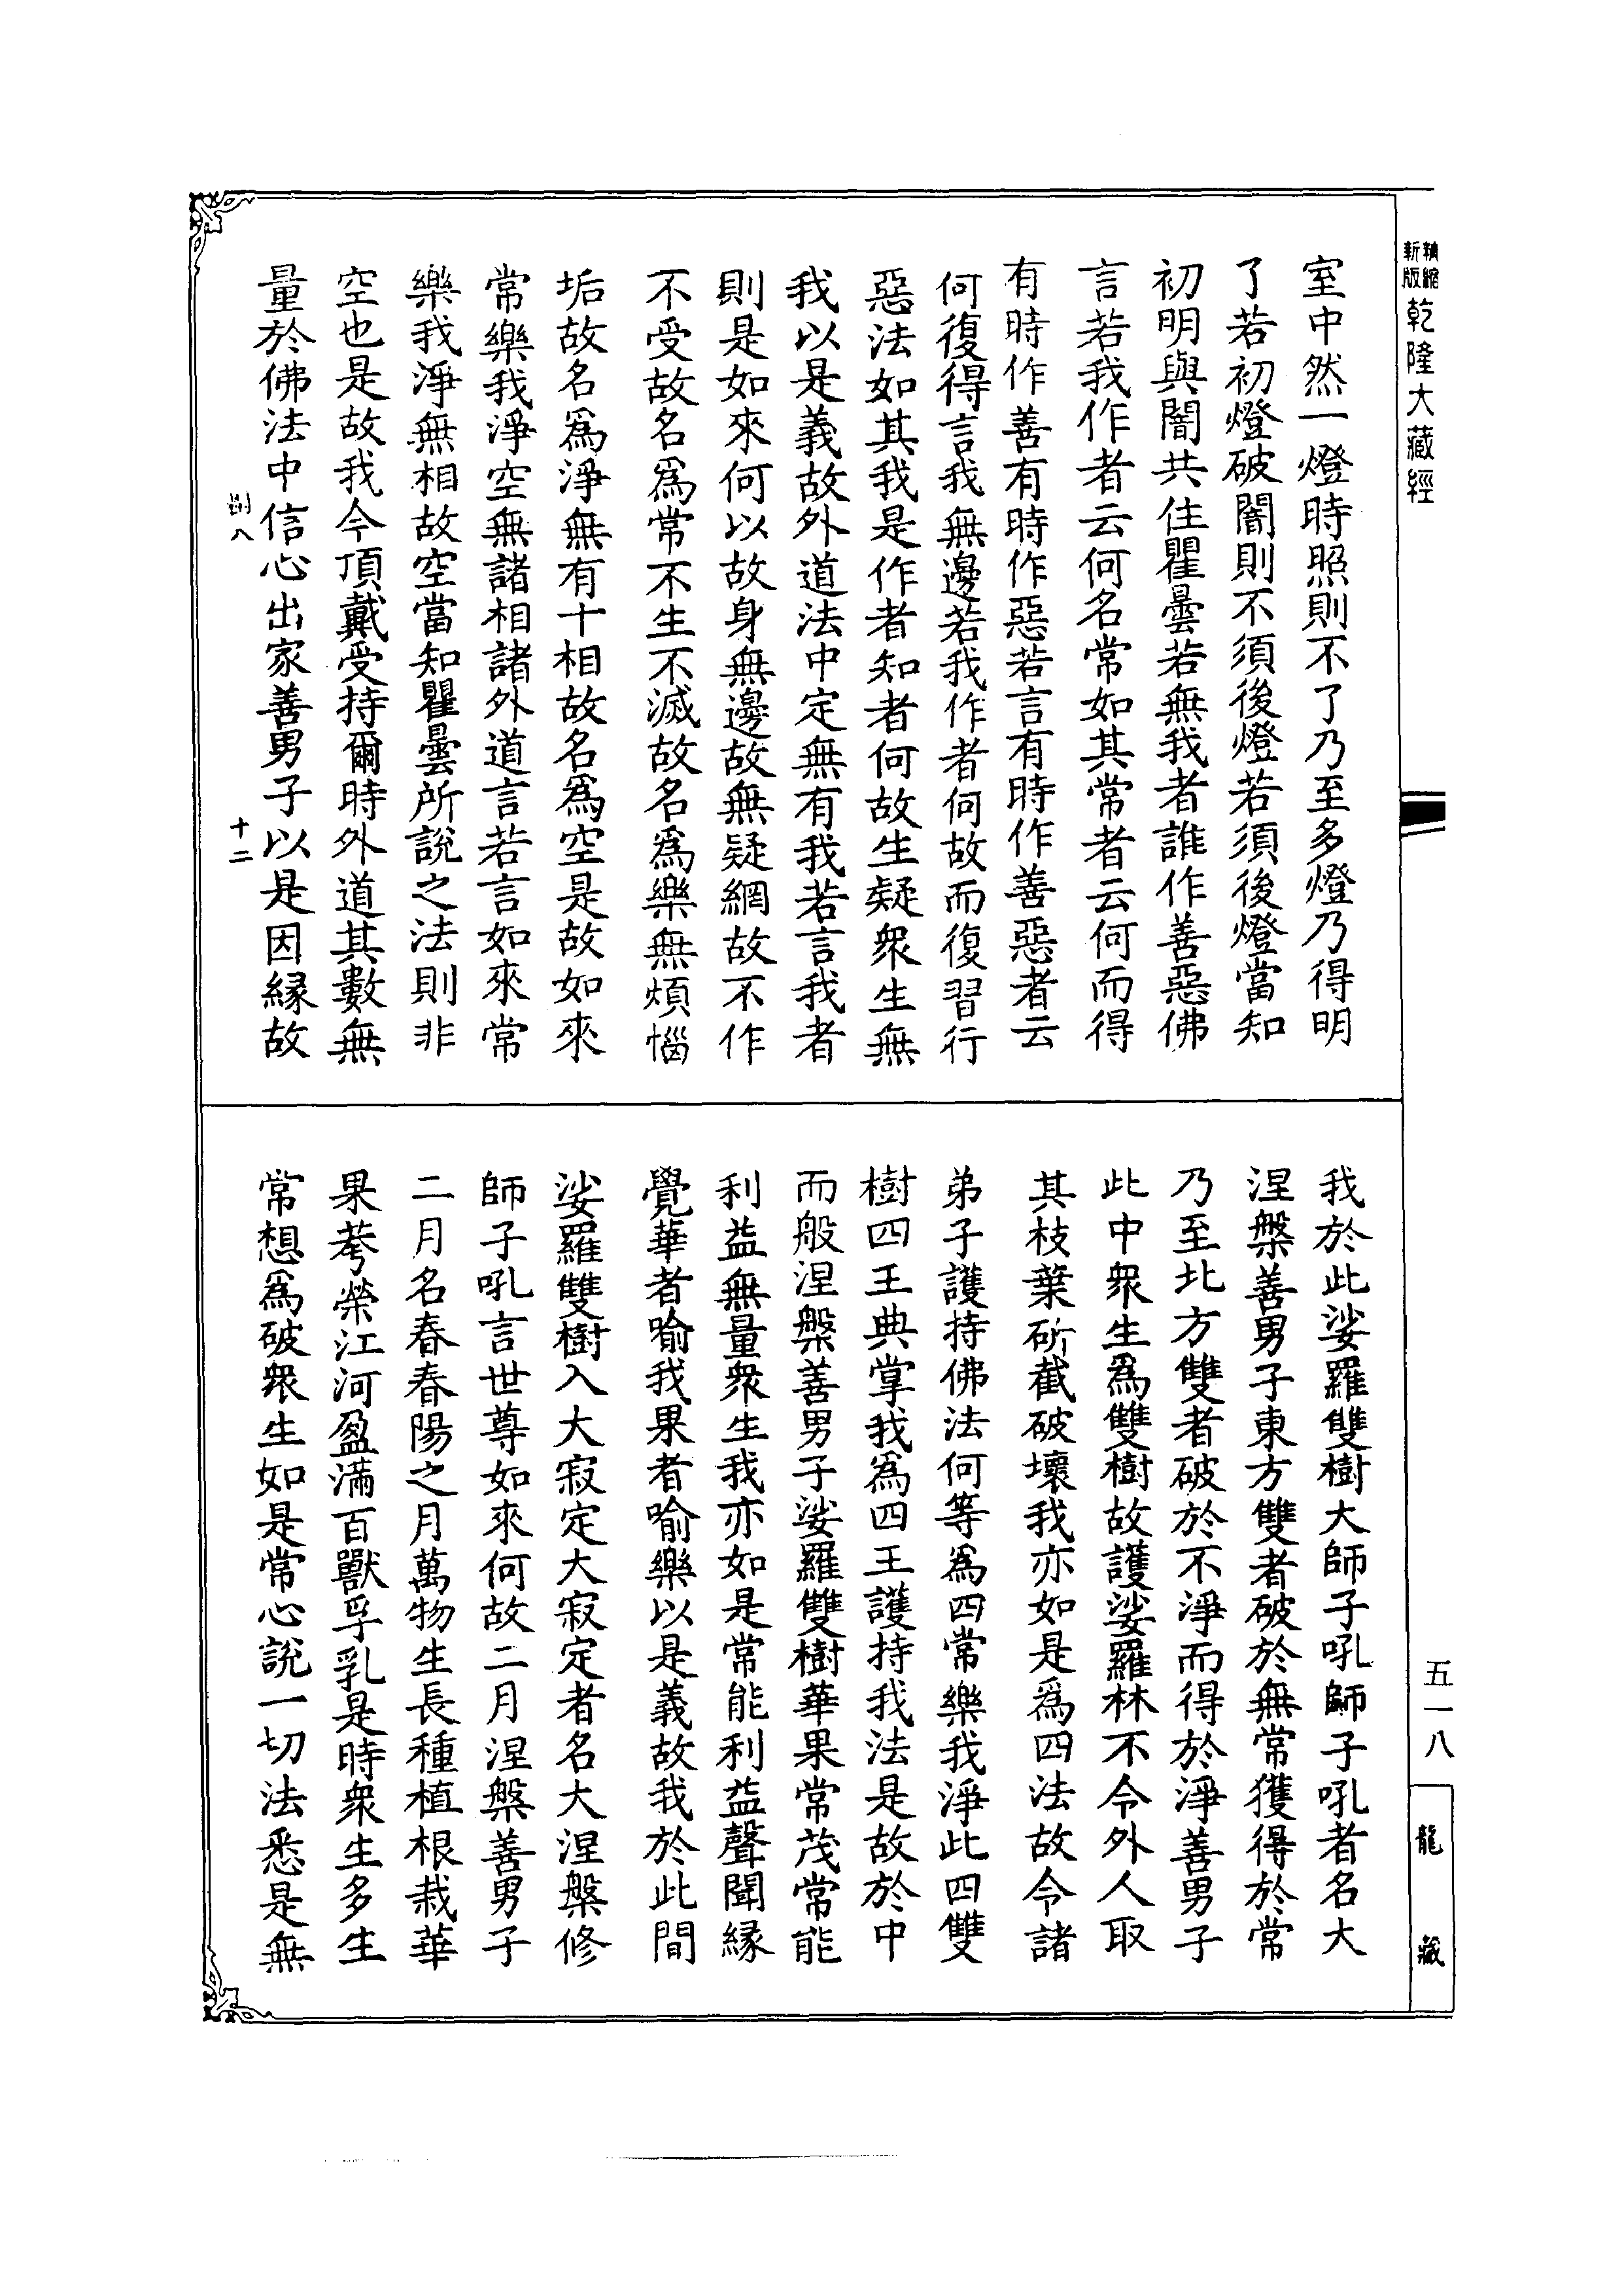 精縮新版 乾隆大藏經
室中然一燈時照則不了乃至多燈乃得明
了若初燈破闇則不須後燈若須後燈當知
初明與闇共住瞿曇若無我者誰作善惡佛
言若我作者云何名常如其常者云何而得
有時作善有時作惡若言有時作善惡者云
何復得言我無邊若我作者何故而復習行
惡法如其我是作者知者何故生疑衆生無
我以是義故外道法中定無有我若言我者
則是如來何以故身無邊故無疑網故不作
不受故名爲常不生不滅故名爲樂無煩惱
垢故名爲淨無有十相故名爲空是故如來
常樂我淨空無諸相諸外道言若言如來常
樂我淨無相故空當知瞿曇所說之法則非
空也是故我今頂戴受持爾時外道其數無
量於佛法中信心出家善男子以是因緣故
八 十二
我於此娑羅雙樹大師子吼師子吼者名大
涅槃善男子東方雙者破於無常獲得於常
乃至北方雙者破於不淨而得於淨善男子
此中衆生爲雙樹故護娑羅林不令外人取
其枝葉斫截破壞我亦如是爲四法故令諸
弟子護持佛法何等爲四常樂我淨此四雙
樹四王典掌我爲四王護持我法是故於中
而般涅槃善男子娑羅雙樹華果常茂常能
利益無量衆生我亦如是常能利益聲聞緣
覺華者喻我果者喻樂以是義故我於此間
娑羅雙樹入大寂定大寂定者名大涅槃修
師子吼言世尊如來何故二月涅槃善男子
二月名春春陽之月萬物生長種植根栽華
果䓿榮江河盈滿百獸孚乳是時衆生多生
常想爲破衆生如是常心說一切法悉是無
五一八
龍藏